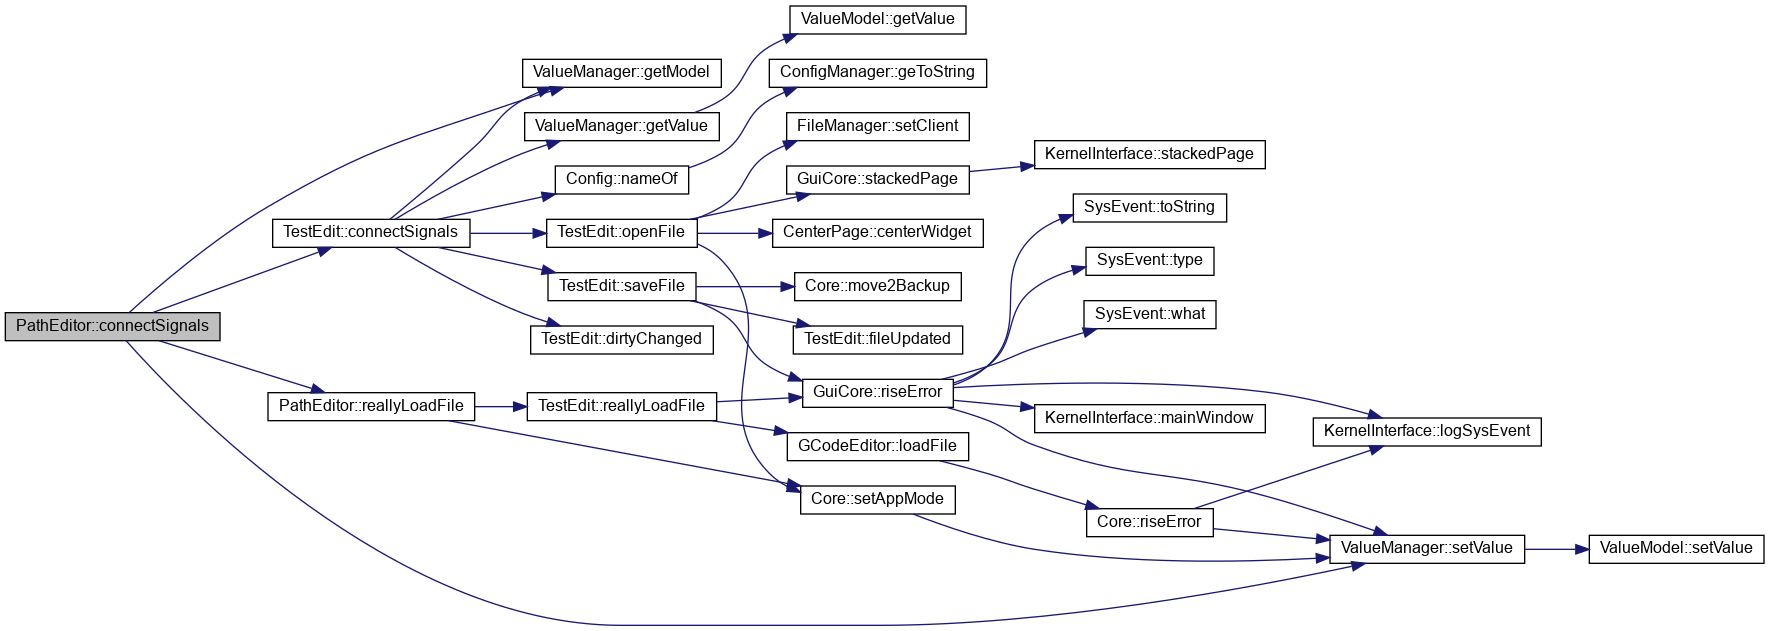 ValueModel::getValue
ValueManager::getModel
ConfigManager::geToString
ValueManager::getValue
FileManager::setClient
KernelInterface::stackedPage
Config::nameOf
GuiCore::stackedPage
SysEvent::toString
TestEdit::connectSignals
TestEdit::openFile
CenterPage::centerWidget
SysEvent::type
TestEdit::saveFile
Core::move2Backup
SysEvent::what
PathEditor::connectSignals
TestEdit::dirtyChanged
TestEdit::fileUpdated
GuiCore::riseError
PathEditor::reallyLoadFile
TestEdit::reallyLoadFile
KernelInterface::mainWindow
KernelInterface::logSysEvent
GCodeEditor::loadFile
Core::setAppMode
Core::riseError
ValueManager::setValue
ValueModel::setValue